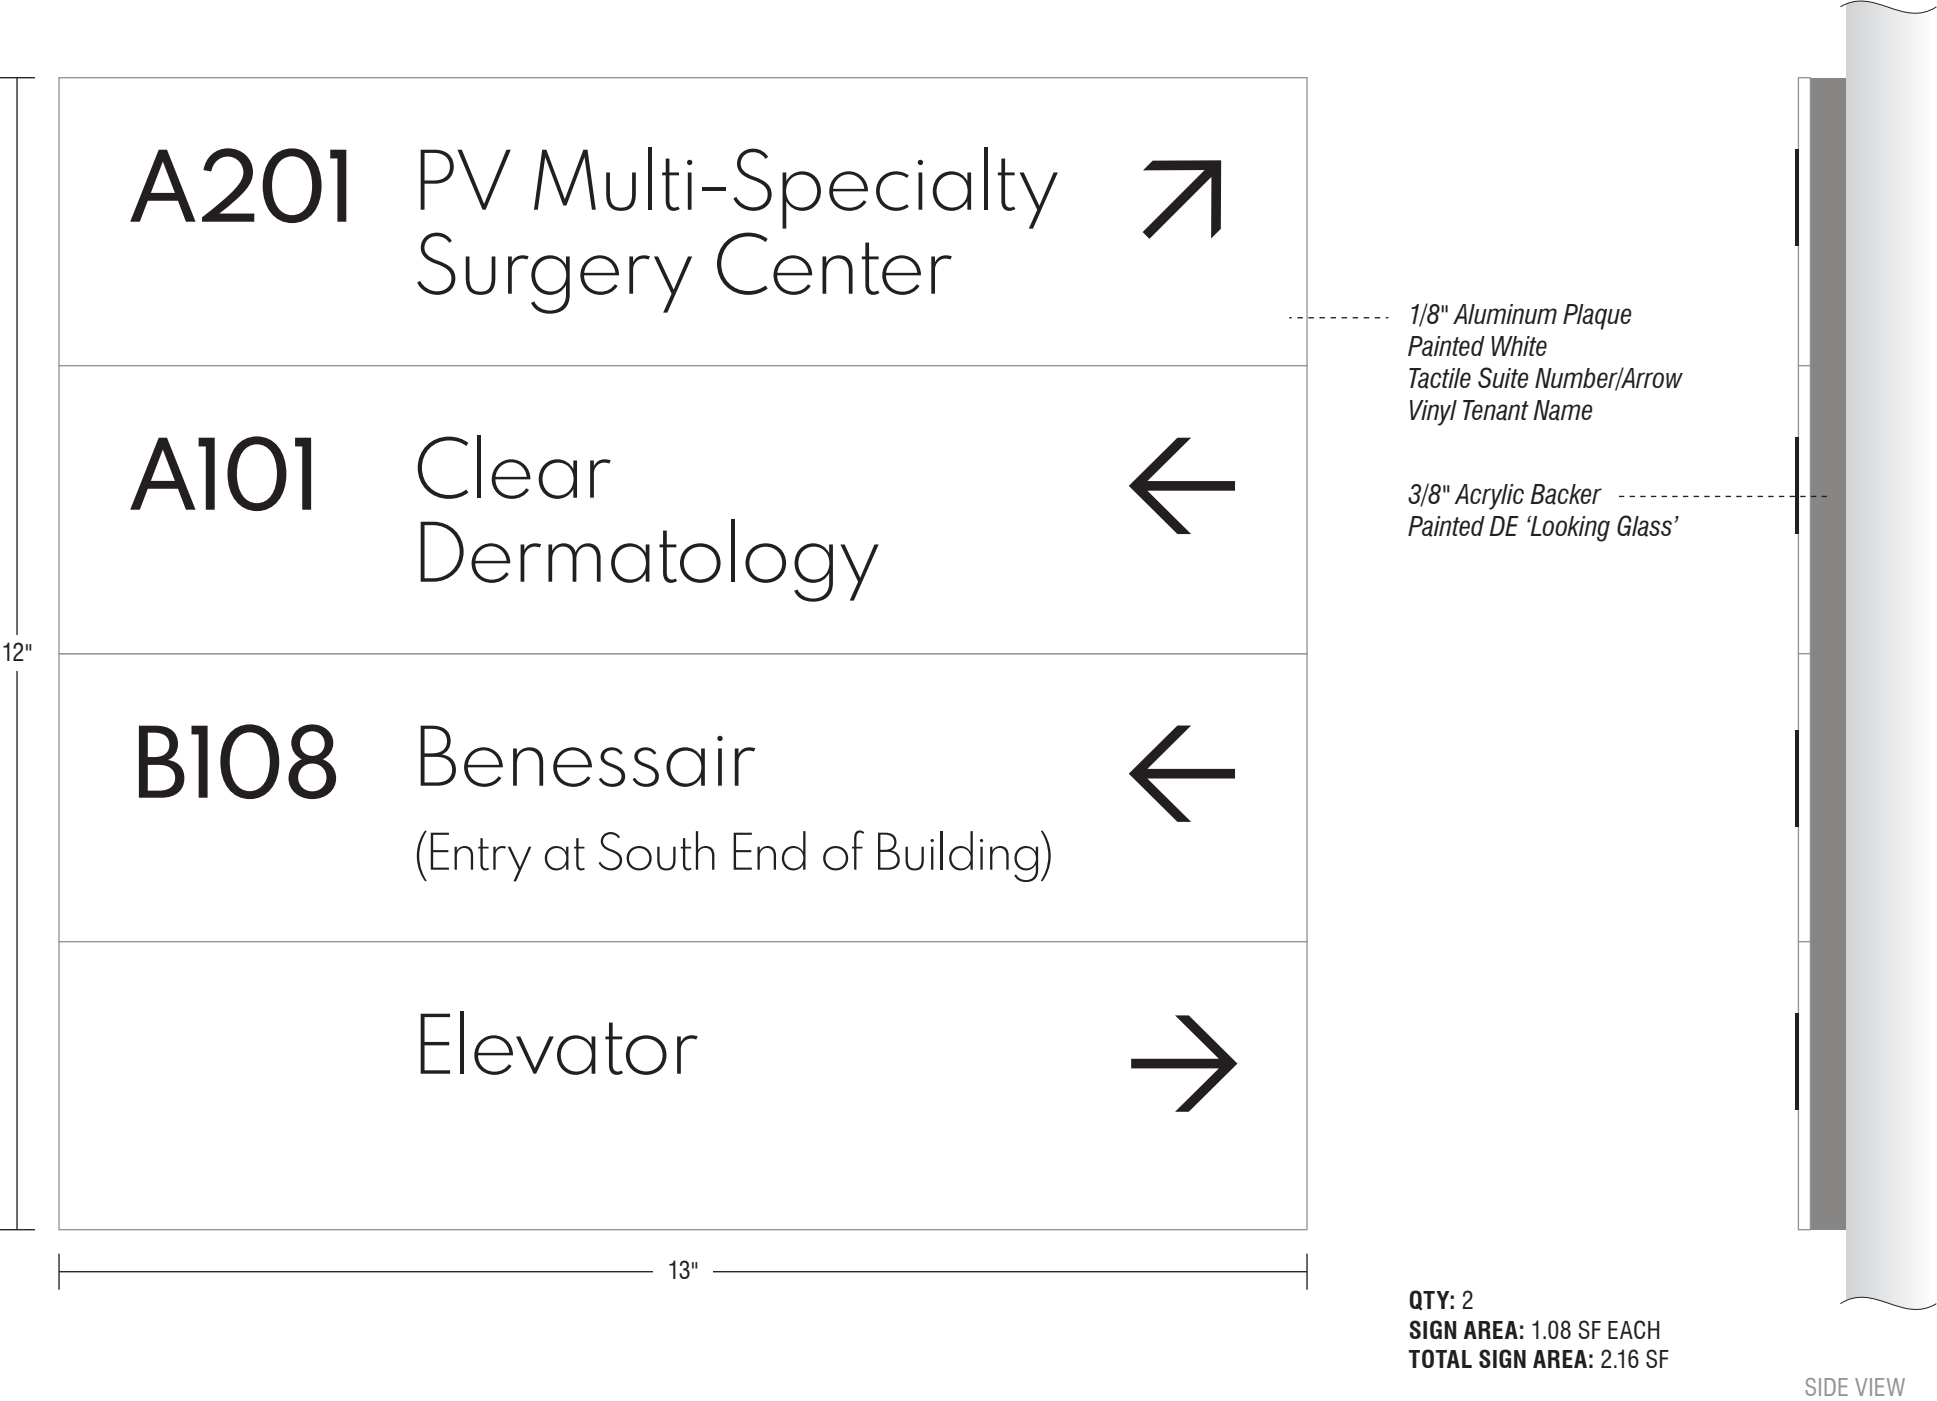 A201 PV Multi-Specialty
Surgery Center
1/8" Aluminum Plaque
Painted White
Tactile Suite Number/Arrow
Vinyl Tenant Name
A101 Clear
Dermatology
3/8" Acrylic Backer
Painted DE ‘Looking Glass’
12"
B108 Benessair
(Entry at South End of Building)
Elevator
13"
QTY: 2
SIGN AREA: 1.08 SF EACH
TOTAL SIGN AREA: 2.16 SF
SIDE VIEW